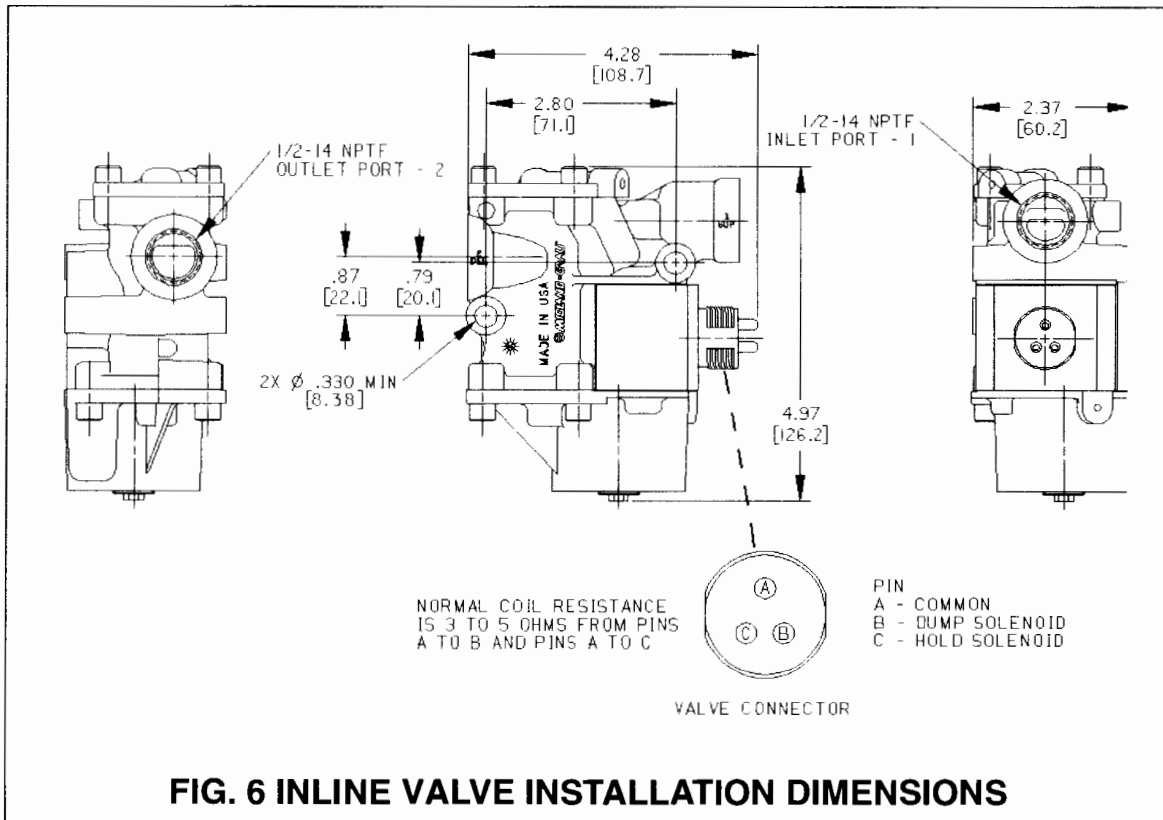 4.28
[108.7]
2.80
[71.1]
1/2-14 NPTF
INLET PORT - 1
2.37
[60.2]
1/2-14 NPTF
OUTLET PORT - 2
.87
[22.1]
.79
[20.1]
MADE IN USA
MIDLAND-GRAU
2X Ø .330 MIN
[8.38]
4.97
[126.2]
NORMAL COIL RESISTANCE
IS 3 TO 5 OHMS FROM PINS
A TO B AND PINS A TO C
A
C B
PIN
A - COMMON
B - DUMP SOLENOID
C - HOLD SOLENOID
VALVE CONNECTOR
FIG. 6 INLINE VALVE INSTALLATION DIMENSIONS